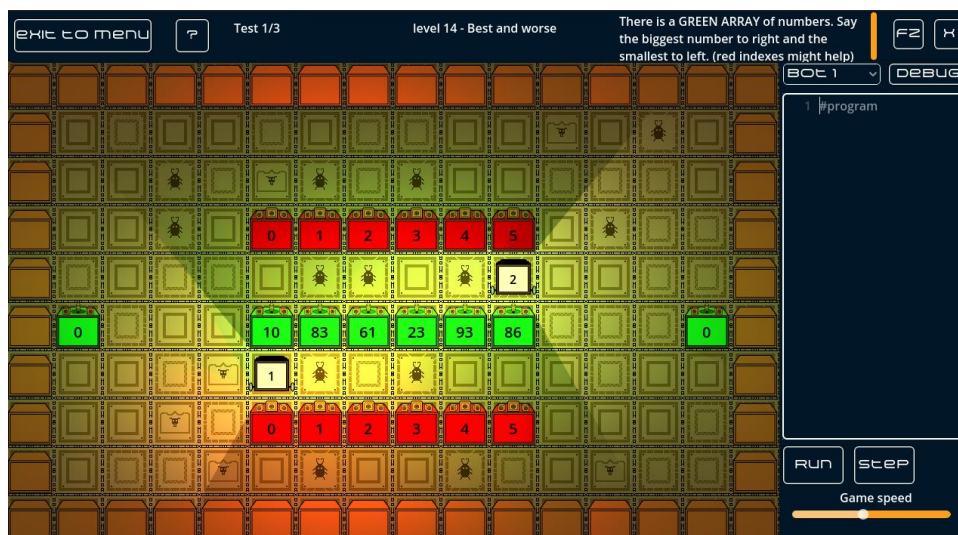 exit to menu
?
Test 1/3
level 14 - Best and worse
There is a GREEN ARRAY of numbers. Say
the biggest number to right and the
smallest to left. (red indexes might help)
F2
X
Bot 1
Debug
1 #program
0 1 2 3 4 5
2
0 10 83 61 23 93 86 0
1
0 1 2 3 4 5
Run
Step
Game speed